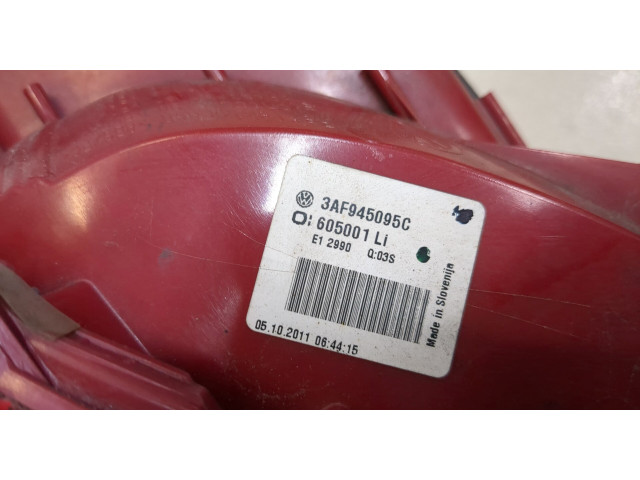 3AF945095C
605001 Li
E1 2990 Q:03S
05.10.2011 06:44:15
Made in Slovenija